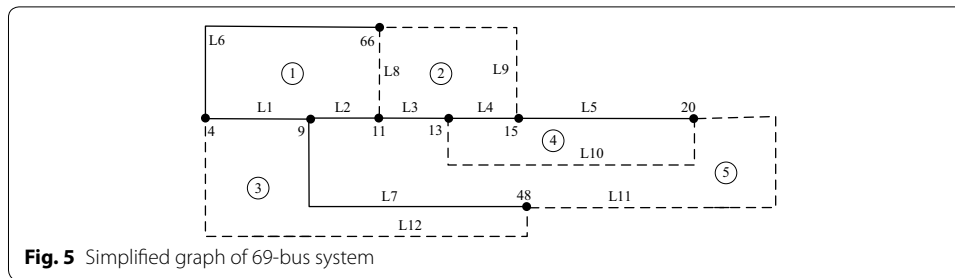 L6
66
①
L8
②
L9
L1
L2
L3
L4
L5
20
4
9
11
13
15
④
L10
③
⑤
L7
48
L11
L12
Fig. 5 Simplified graph of 69-bus system